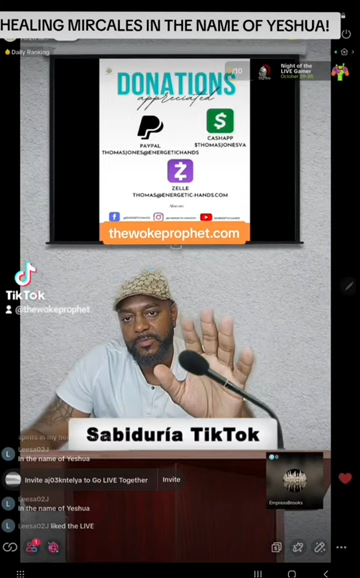 HEALING MIRCALES IN THE NAME OF YESHUA!
Daily Ranking
/10
Night of the
LIVE Gamer
DONATIONS
appreciated
PAYPAL
THOMASJONES@ENERGETICHANDS
CASHAPP
$THOMASJONESVA
ZELLE
THOMAS@ENERGETIC-HANDS.COM
thewokeprophet.com
TikTok
@thewokeprophet
Sabiduría TikTok
Leesa02J
In the name of Yeshua
Invite aj03kntelya to Go LIVE Together
Invite
L
Leesa02J
In the name of Yeshua
L
Leesa02J liked the LIVE
EmpressBrooks
1